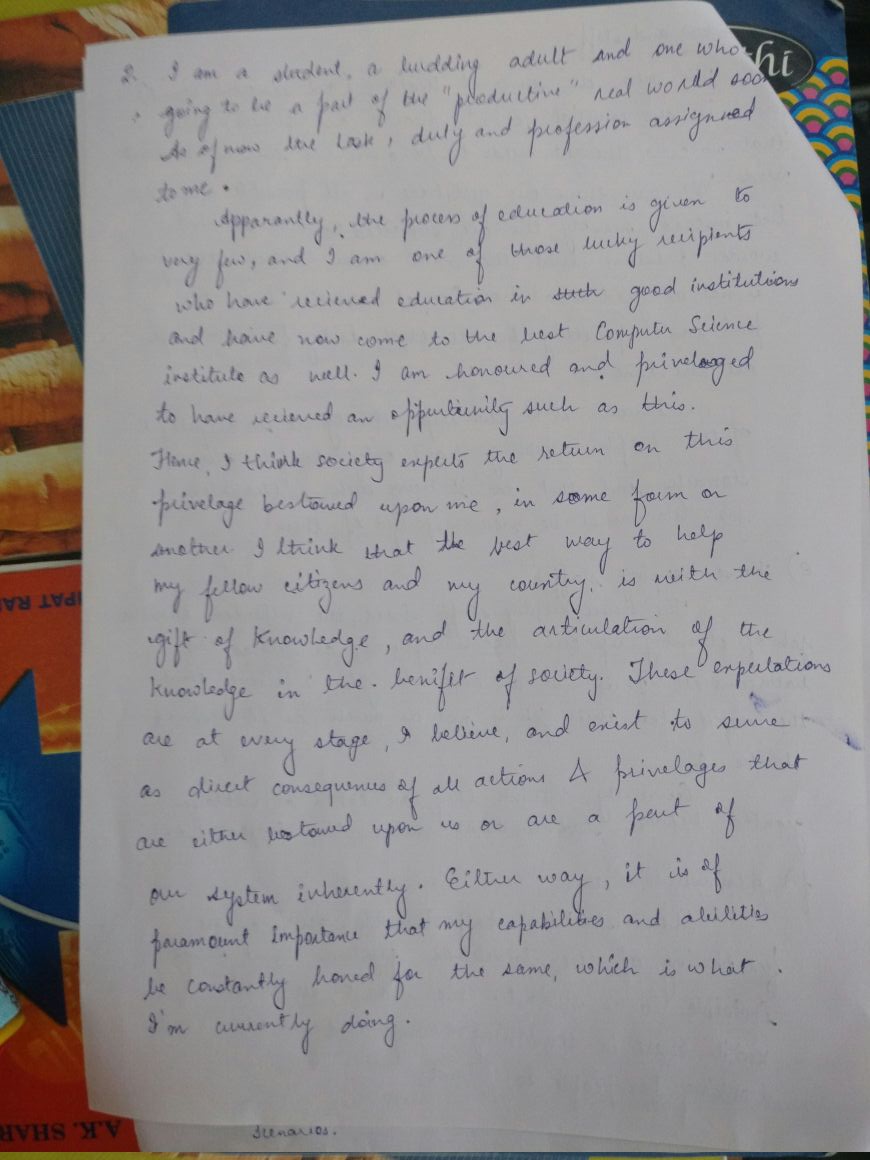 2. I am a student, a budding adult and one who
going to be a part of the "productive" real world soon
As of now the task, duty and profession assigned
to me.
Apparantly, the process of education is given to
very few, and I am one of those lucky recipients
who have recieved education in such good institutions
and have now come to the best Computer Science
institute as well. I am honoured and privelaged
to have recieved an opportunity such as this.
Hence, I think society expects the return on this
privelage bestowed upon me, in some form or
another. I think that the best way to help
my fellow citizens and my country, is with the
gift of knowledge, and the articulation of the
knowledge in the benifit of society. These expectations
are at every stage, I believe, and exist to serve
as direct consequences of all actions & privelages that
are either bestowed upon us or are a part of
our system inherently. Either way, it is of
paramount importance that my capabilities and abilities
be constantly honed for the same, which is what
I'm currently doing.
scenarios.
hi
IPAT RAI
A.K. SHAR